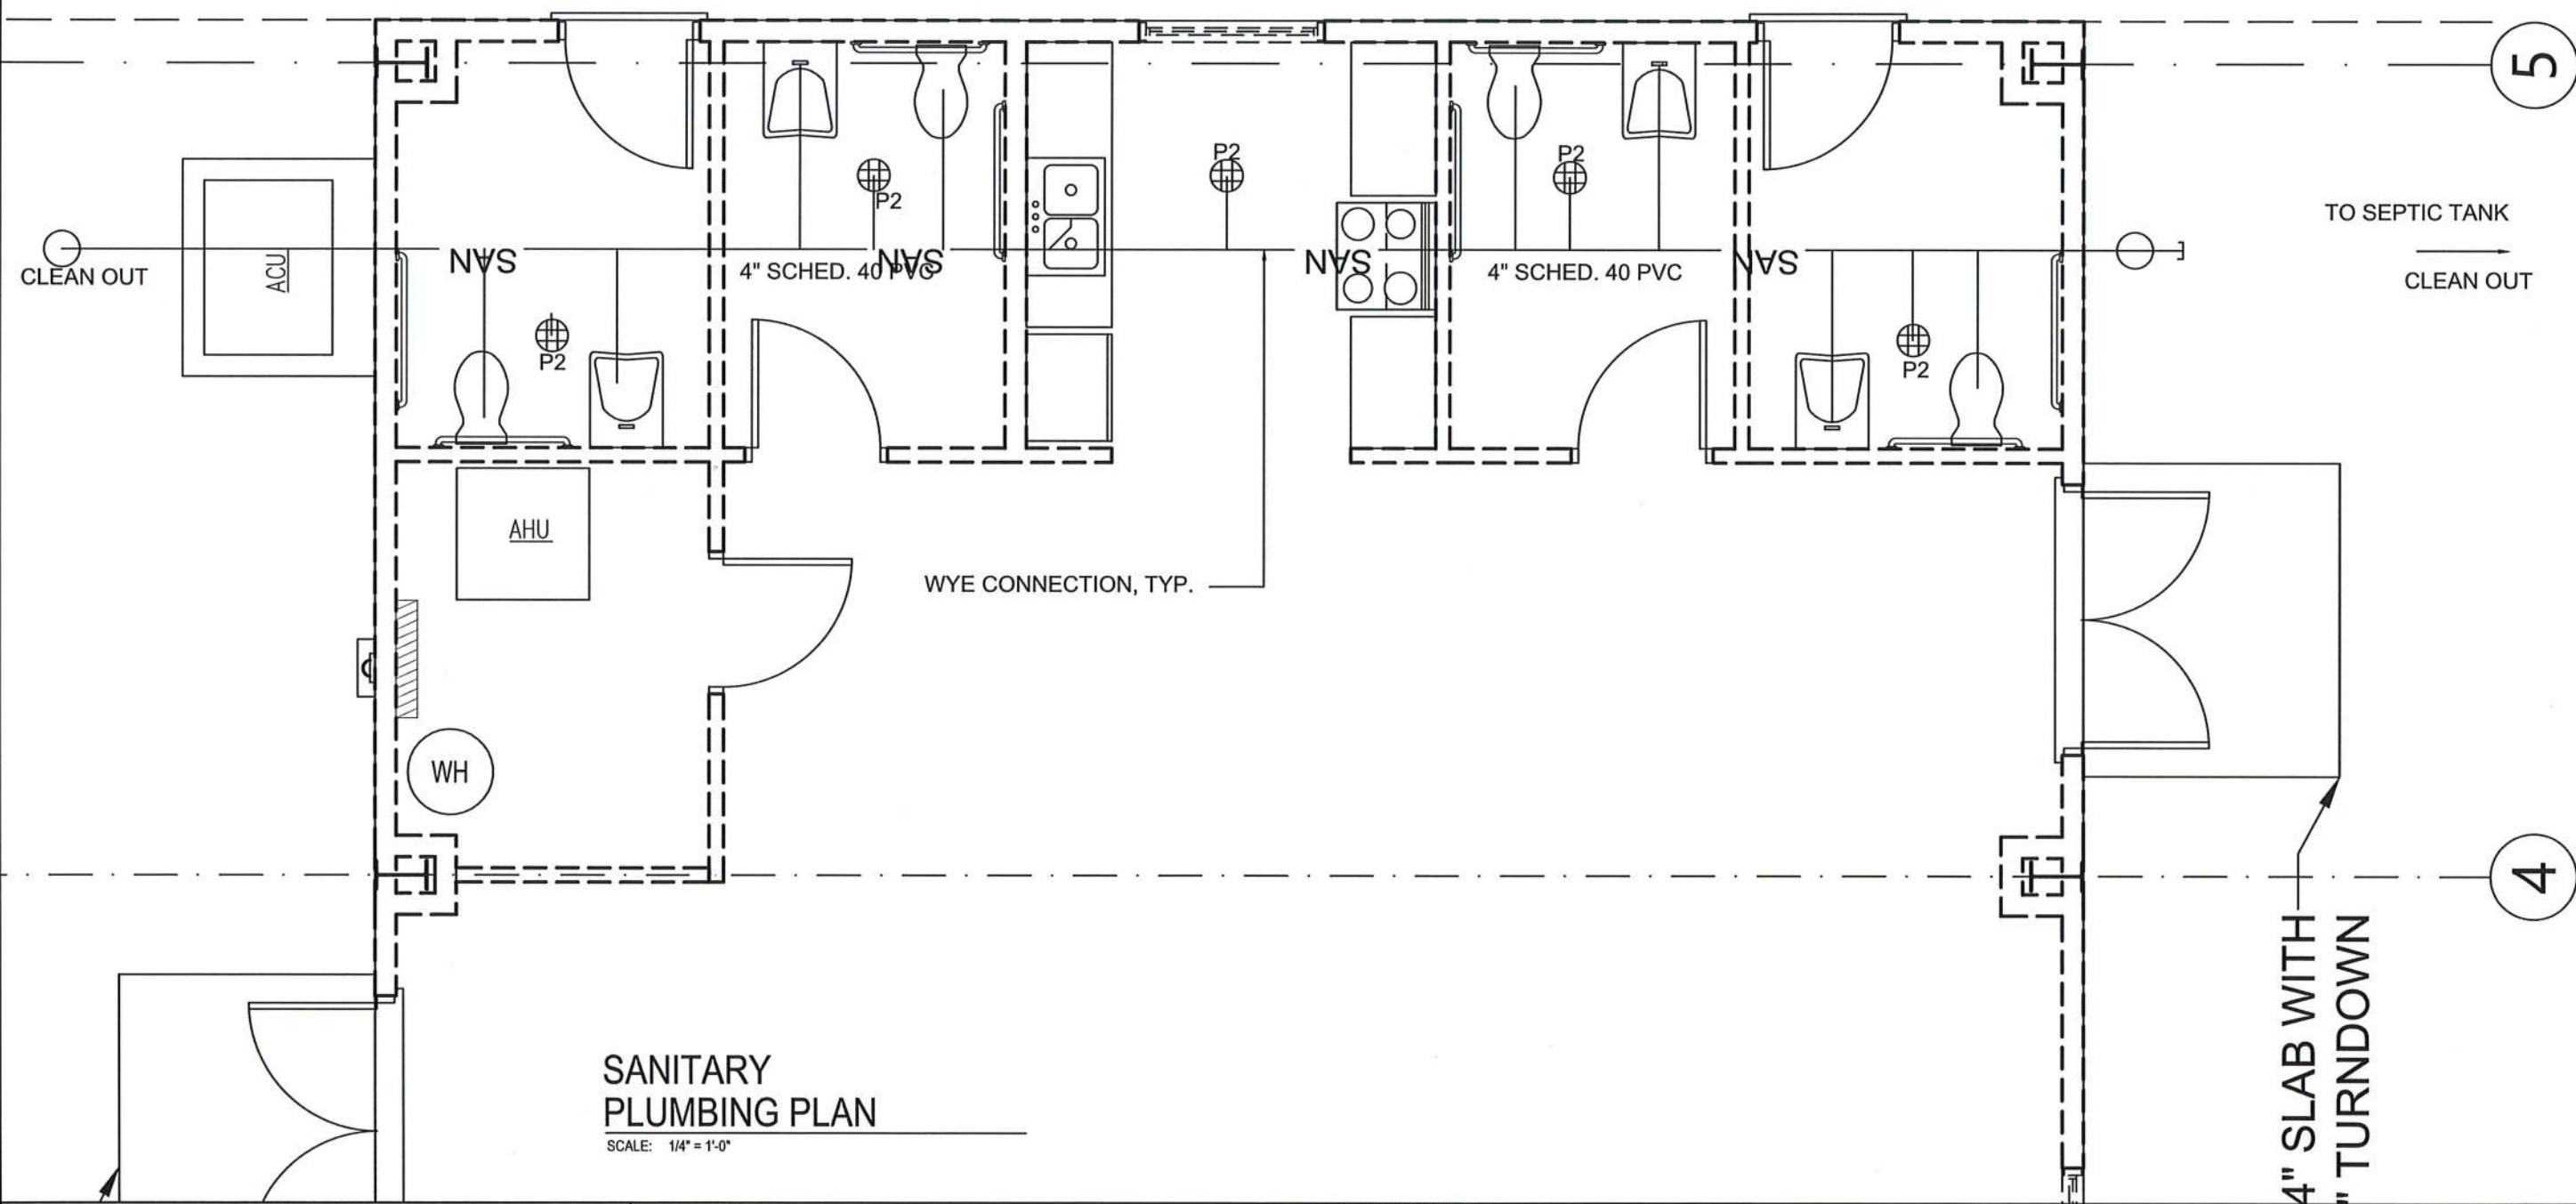 5
P2
P2
P2
P2
P2
TO SEPTIC TANK
CLEAN OUT
CLEAN OUT
ACU
SAN
4" SCHED. 40 PVC
SAN
SAN
4" SCHED. 40 PVC
SAN
AHU
WYE CONNECTION, TYP.
WH
4
4" SLAB WITH
" TURNDOWN
SANITARY
PLUMBING PLAN
SCALE: 1/4" = 1'-0"